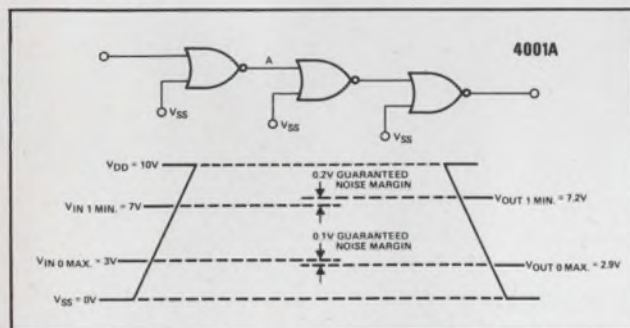 4001A
A
VSS
VSS
VSS
VDD = 10V
0.2V GUARANTEED
NOISE MARGIN
VIN 1 MIN. = 7V
VOUT 1 MIN. = 7.2V
0.1V GUARANTEED
NOISE MARGIN
VIN 0 MAX. = 3V
VOUT 0 MAX. = 2.9V
VSS = 0V